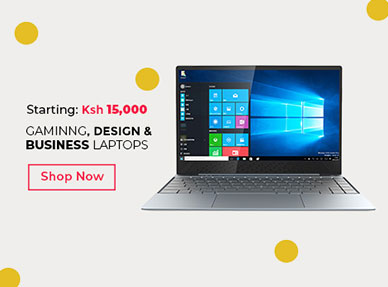 Starting: Ksh 15,000
GAMINNG, DESIGN &
BUSINESS LAPTOPS
Shop Now